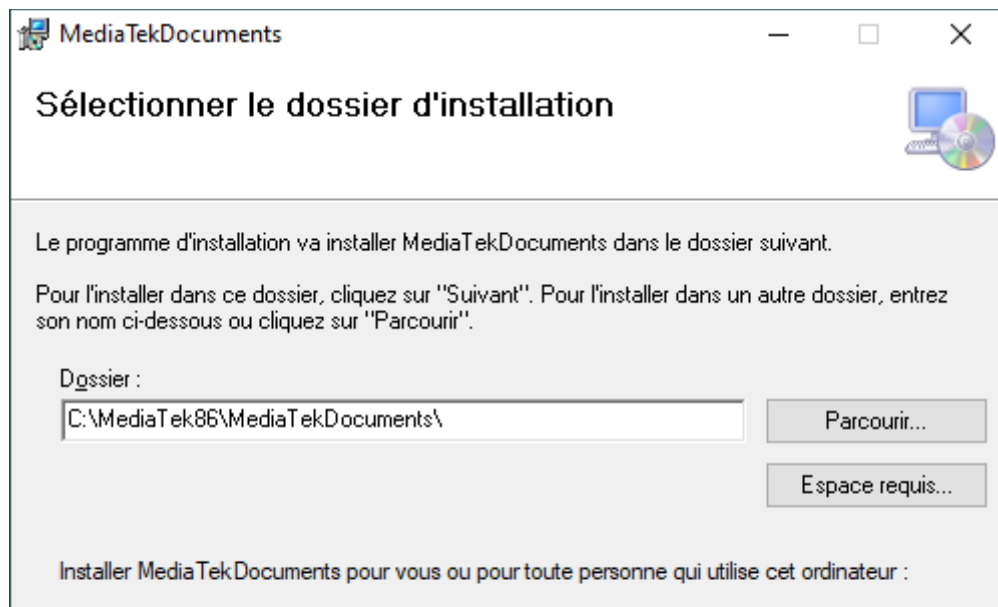 MediaTekDocuments
Sélectionner le dossier d'installation
Le programme d'installation va installer MediaTekDocuments dans le dossier suivant.
Pour l'installer dans ce dossier, cliquez sur "Suivant". Pour l'installer dans un autre dossier, entrez
son nom ci-dessous ou cliquez sur "Parcourir".
Dossier :
C:\MediaTek86\MediaTekDocuments\
Parcourir...
Espace requis...
Installer MediaTekDocuments pour vous ou pour toute personne qui utilise cet ordinateur :